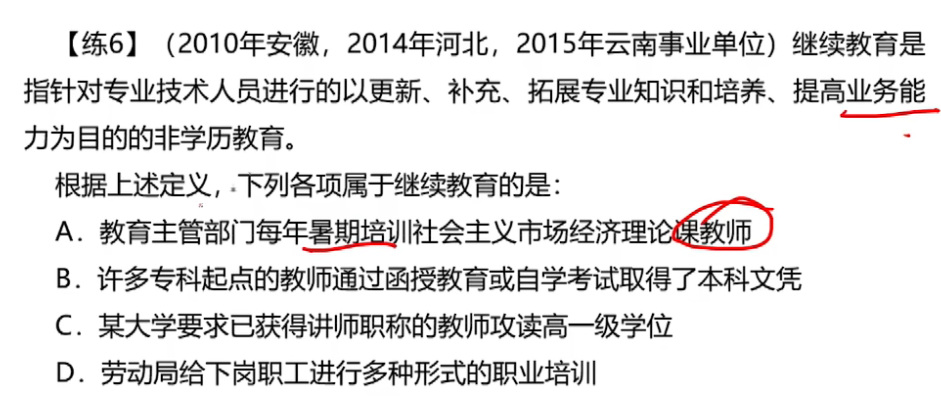 【练6】（2010年安徽，2014年河北，2015年云南事业单位）继续教育是
指针对专业技术人员进行的以更新、补充、拓展专业知识和培养、提高业务能
力为目的的非学历教育。
根据上述定义，下列各项属于继续教育的是：
A．教育主管部门每年暑期培训社会主义市场经济理论课教师
B．许多专科起点的教师通过函授教育或自学考试取得了本科文凭
C．某大学要求已获得讲师职称的教师攻读高一级学位
D．劳动局给下岗职工进行多种形式的职业培训